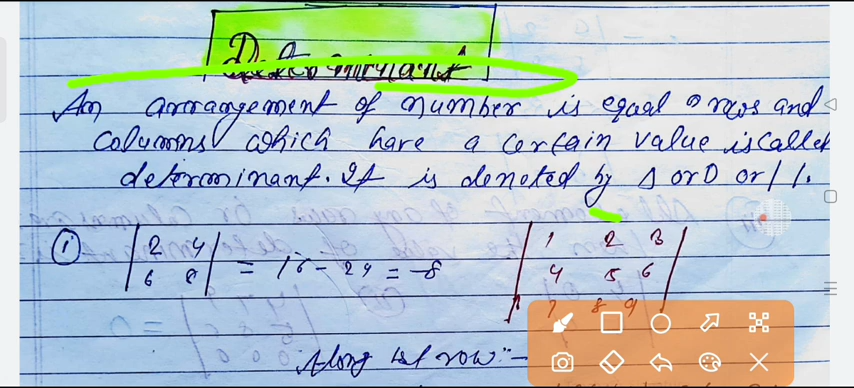 Determinant
An arrangement of number is equal rows and
columns which have a certain value is called
determinant. It is denoted by Δ or D or | |.
(i) | 2 4 | = 16 - 24 = -8
| 6 8 |
| 1 2 3 |
| 4 5 6 |
| 7 8 9 |
Along 1st row:-